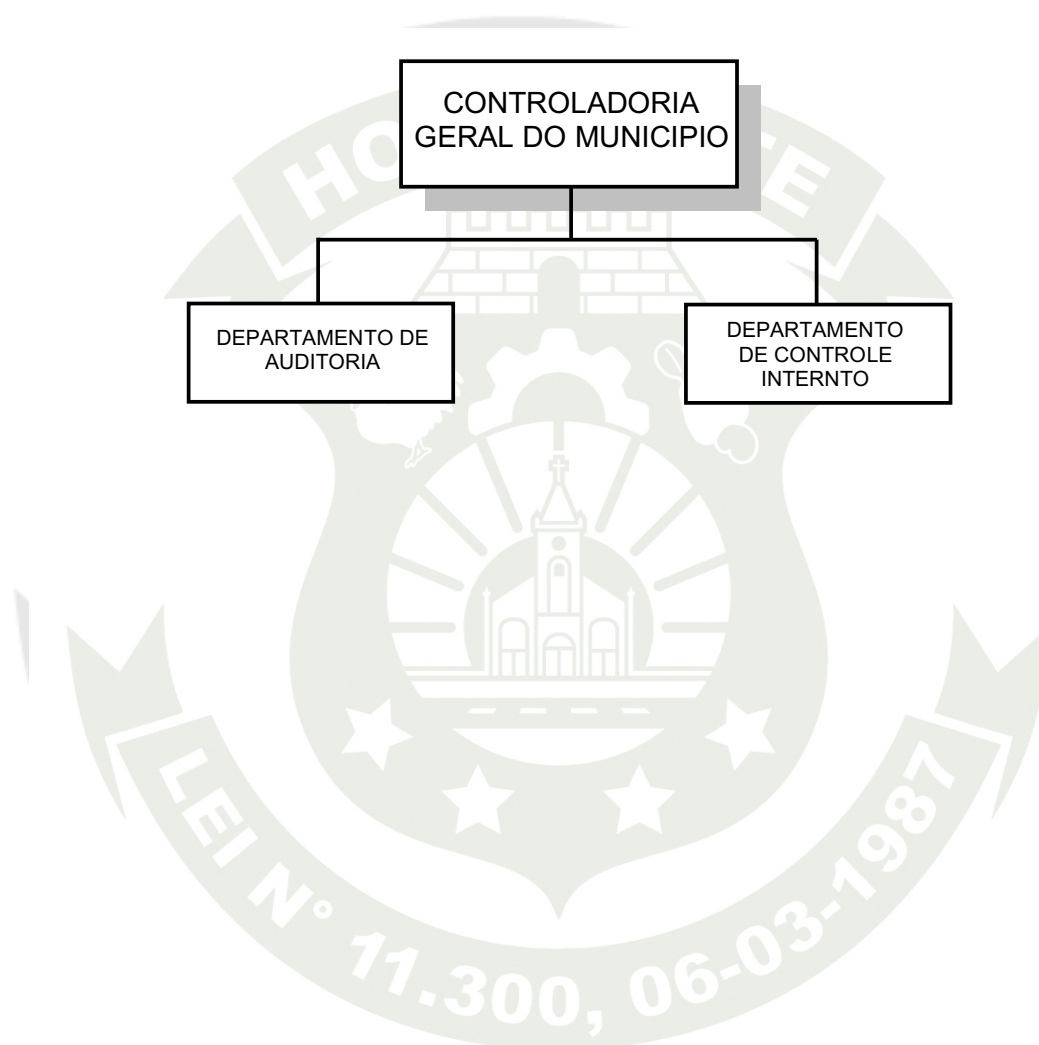 CONTROLADORIA
GERAL DO MUNICIPIO
DEPARTAMENTO DE
AUDITORIA
DEPARTAMENTO
DE CONTROLE
INTERNTO
LEI N° 11.300, 06-03-1987